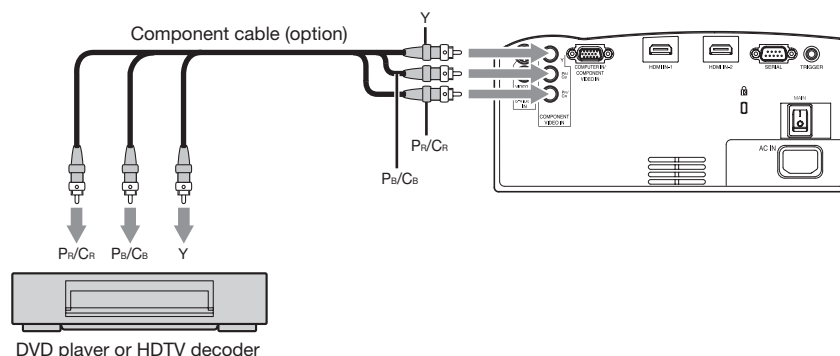 Component cable (option)
Y
PR/CR
PB/CB
PR/CR PB/CB Y
DVD player or HDTV decoder
COMPUTER IN/
COMPONENT
VIDEO IN
HDMI IN-1
HDMI IN-2
SERIAL
TRIGGER
Y
COMPONENT
VIDEO IN
IN
MAIN
AC IN